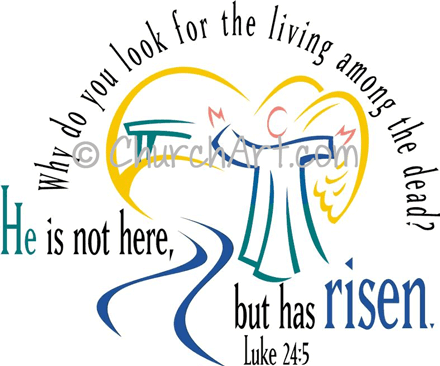 Why do you look for the living among the dead?
© ChurchArt.com
M C M
He is not here,
but has risen.
Luke 24:5